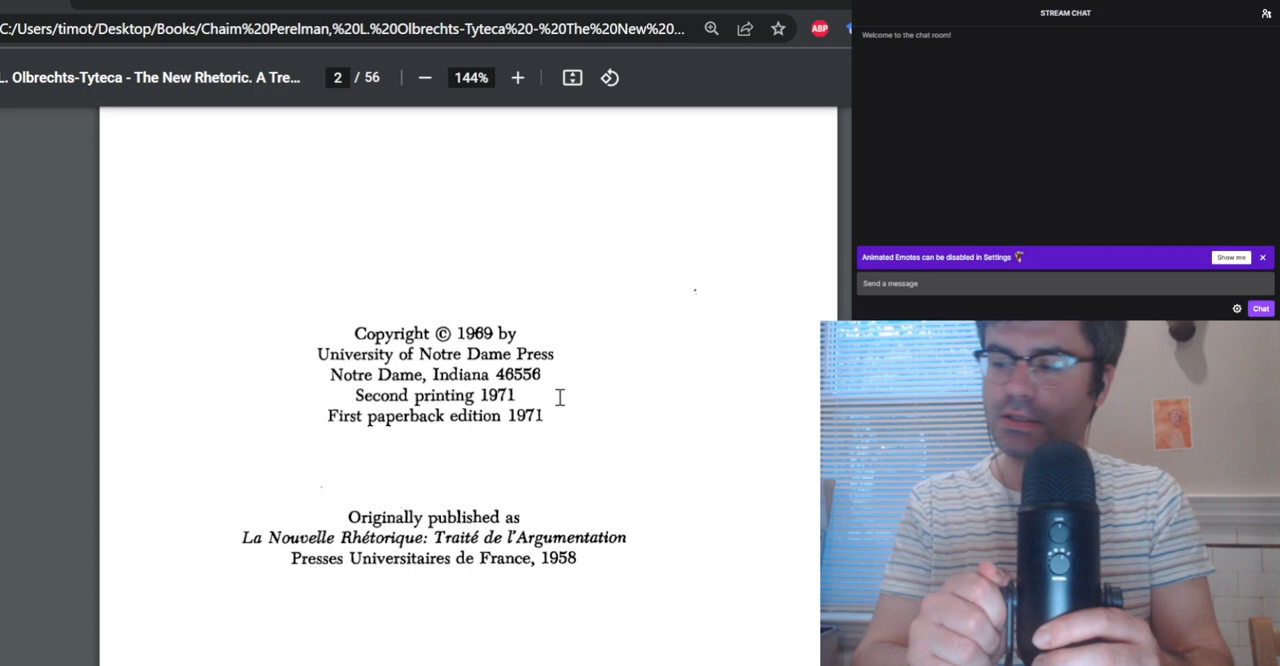 C:/Users/timot/Desktop/Books/Chaim%20Perelman,%20L.%20Olbrechts-Tyteca%20-%20The%20New%20...
ABP
L. Olbrechts-Tyteca - The New Rhetoric. A Tre...
2 / 56
144%
Copyright © 1969 by
University of Notre Dame Press
Notre Dame, Indiana 46556
Second printing 1971
First paperback edition 1971
Originally published as
La Nouvelle Rhétorique: Traité de l'Argumentation
Presses Universitaires de France, 1958
STREAM CHAT
Welcome to the chat room!
Animated Emotes can be disabled in Settings
Show me
Send a message
Chat